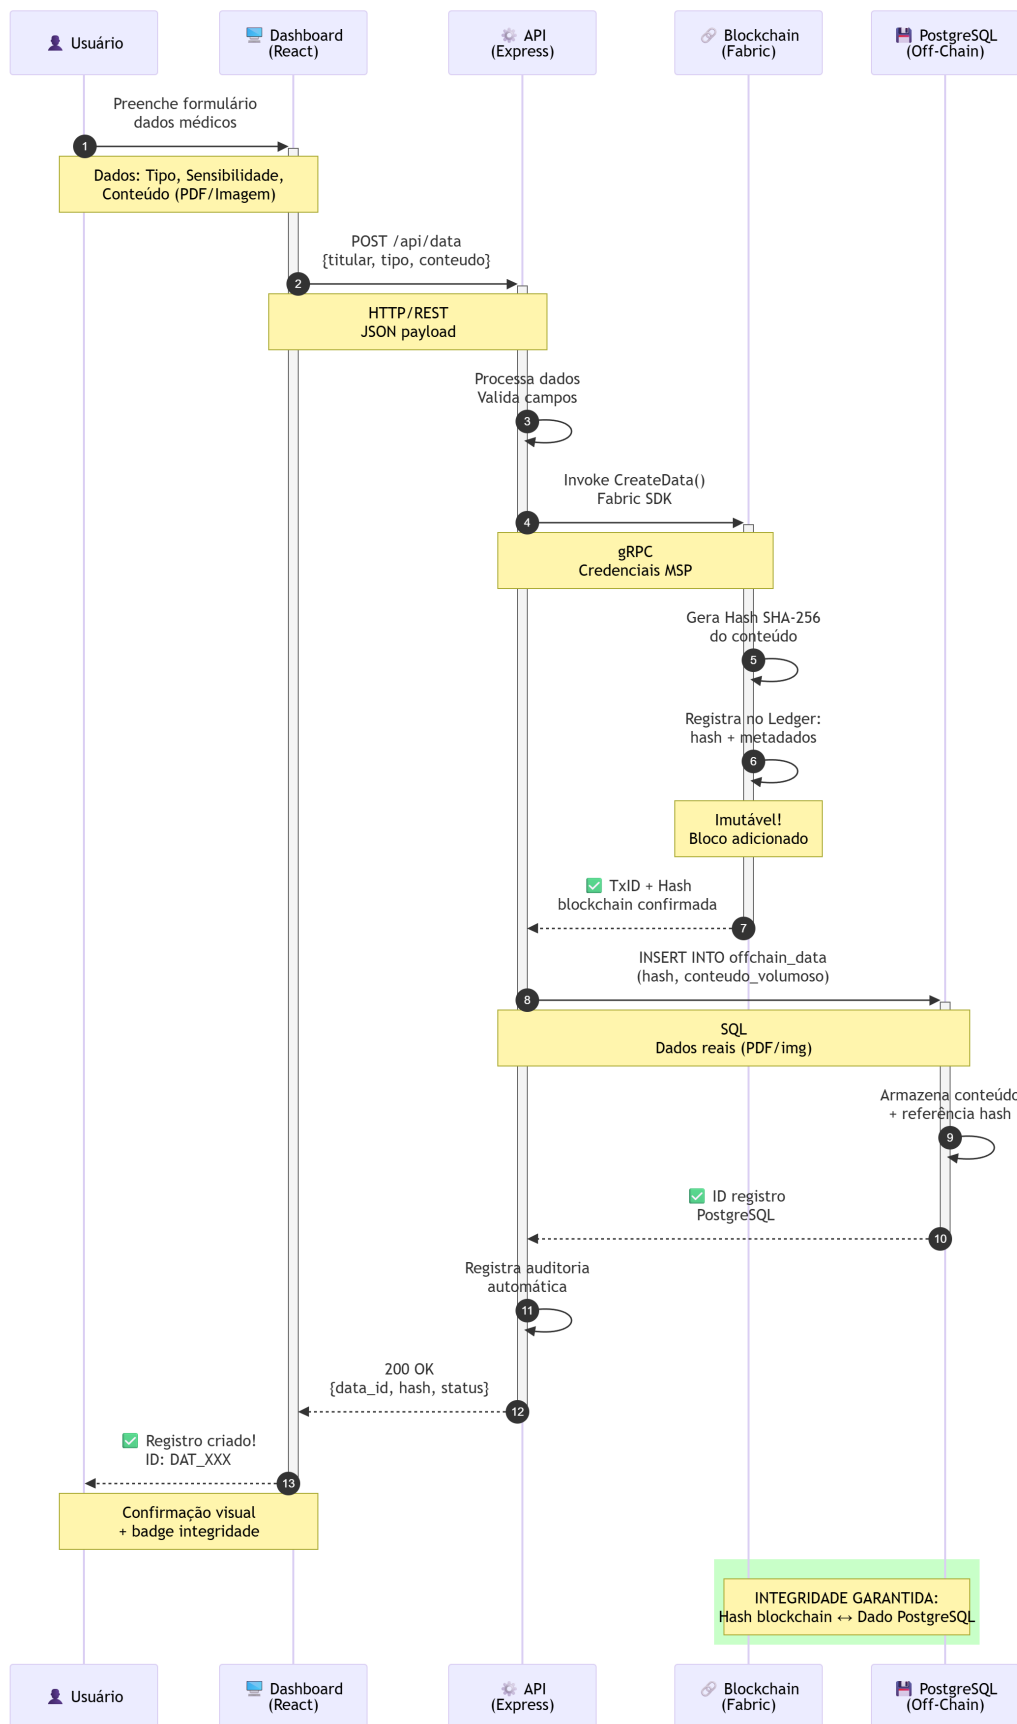 👤 Usuário
🖥️ Dashboard
(React)
⚙️ API
(Express)
🔗 Blockchain
(Fabric)
💾 PostgreSQL
(Off-Chain)
Preenche formulário
dados médicos
1
Dados: Tipo, Sensibilidade,
Conteúdo (PDF/Imagem)
POST /api/data
{titular, tipo, conteudo}
2
HTTP/REST
JSON payload
Processa dados
Valida campos
3
Invoke CreateData()
Fabric SDK
4
gRPC
Credenciais MSP
Gera Hash SHA-256
do conteúdo
5
Registra no Ledger:
hash + metadados
6
Imutável!
Bloco adicionado
✅ TxID + Hash
blockchain confirmada
7
INSERT INTO offchain_data
(hash, conteudo_volumoso)
8
SQL
Dados reais (PDF/img)
Armazena conteúdo
+ referência hash
9
✅ ID registro
PostgreSQL
10
Registra auditoria
automática
11
200 OK
{data_id, hash, status}
12
✅ Registro criado!
ID: DAT_XXX
13
Confirmação visual
+ badge integridade
INTEGRIDADE GARANTIDA:
Hash blockchain ↔ Dado PostgreSQL
👤 Usuário
🖥️ Dashboard
(React)
⚙️ API
(Express)
🔗 Blockchain
(Fabric)
💾 PostgreSQL
(Off-Chain)